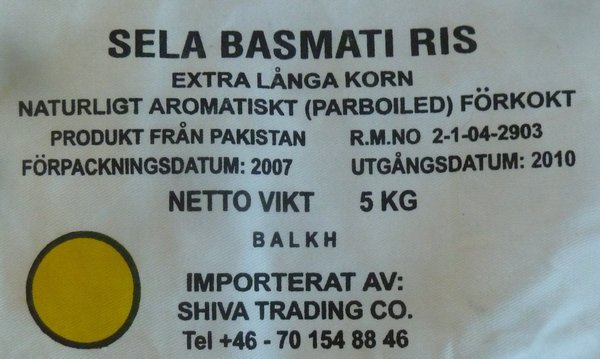 SELA BASMATI RIS
EXTRA LÅNGA KORN
NATURLIGT AROMATISKT (PARBOILED) FÖRKOKT
PRODUKT FRÅN PAKISTAN R.M.NO 2-1-04-2903
FÖRPACKNINGSDATUM: 2007 UTGÅNGSDATUM: 2010
NETTO VIKT 5 KG
BALKH
IMPORTERAT AV:
SHIVA TRADING CO.
Tel +46 - 70 154 88 46